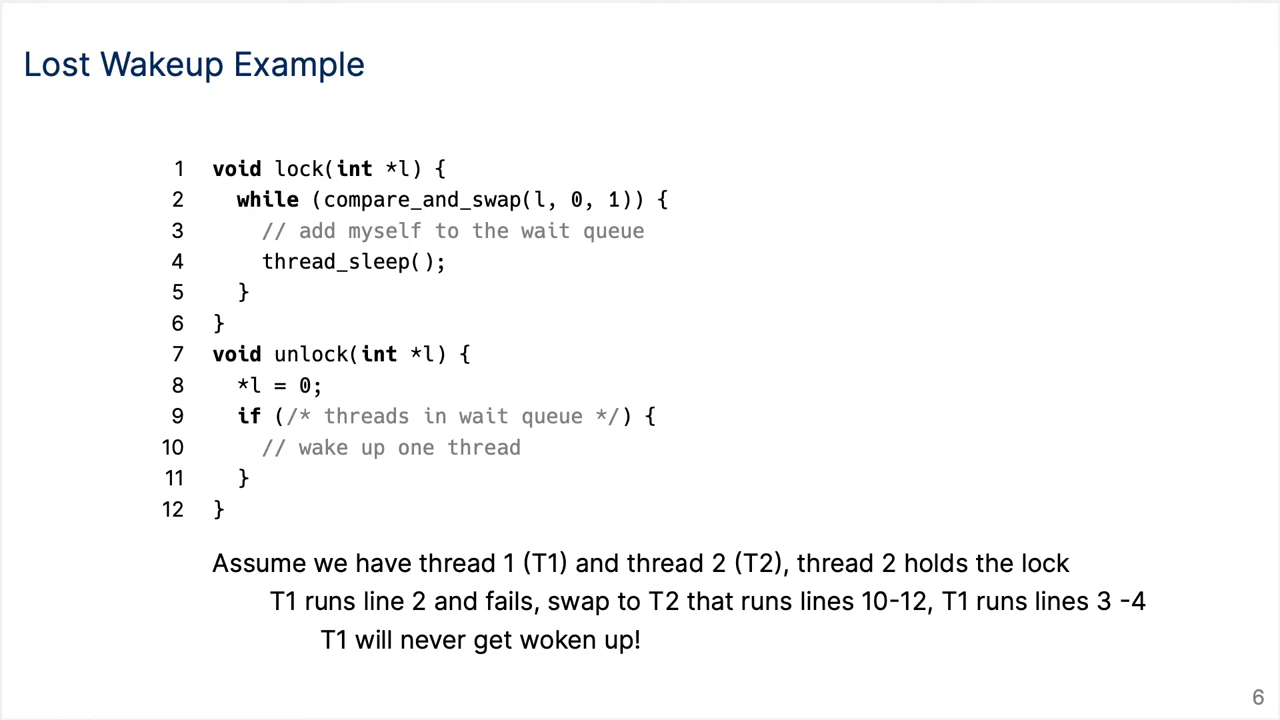 Lost Wakeup Example
1 void lock(int *l) {
2 while (compare_and_swap(l, 0, 1)) {
3 // add myself to the wait queue
4 thread_sleep();
5 }
6 }
7 void unlock(int *l) {
8 *l = 0;
9 if (/* threads in wait queue */) {
10 // wake up one thread
11 }
12 }
Assume we have thread 1 (T1) and thread 2 (T2), thread 2 holds the lock
T1 runs line 2 and fails, swap to T2 that runs lines 10-12, T1 runs lines 3 -4
T1 will never get woken up!
6